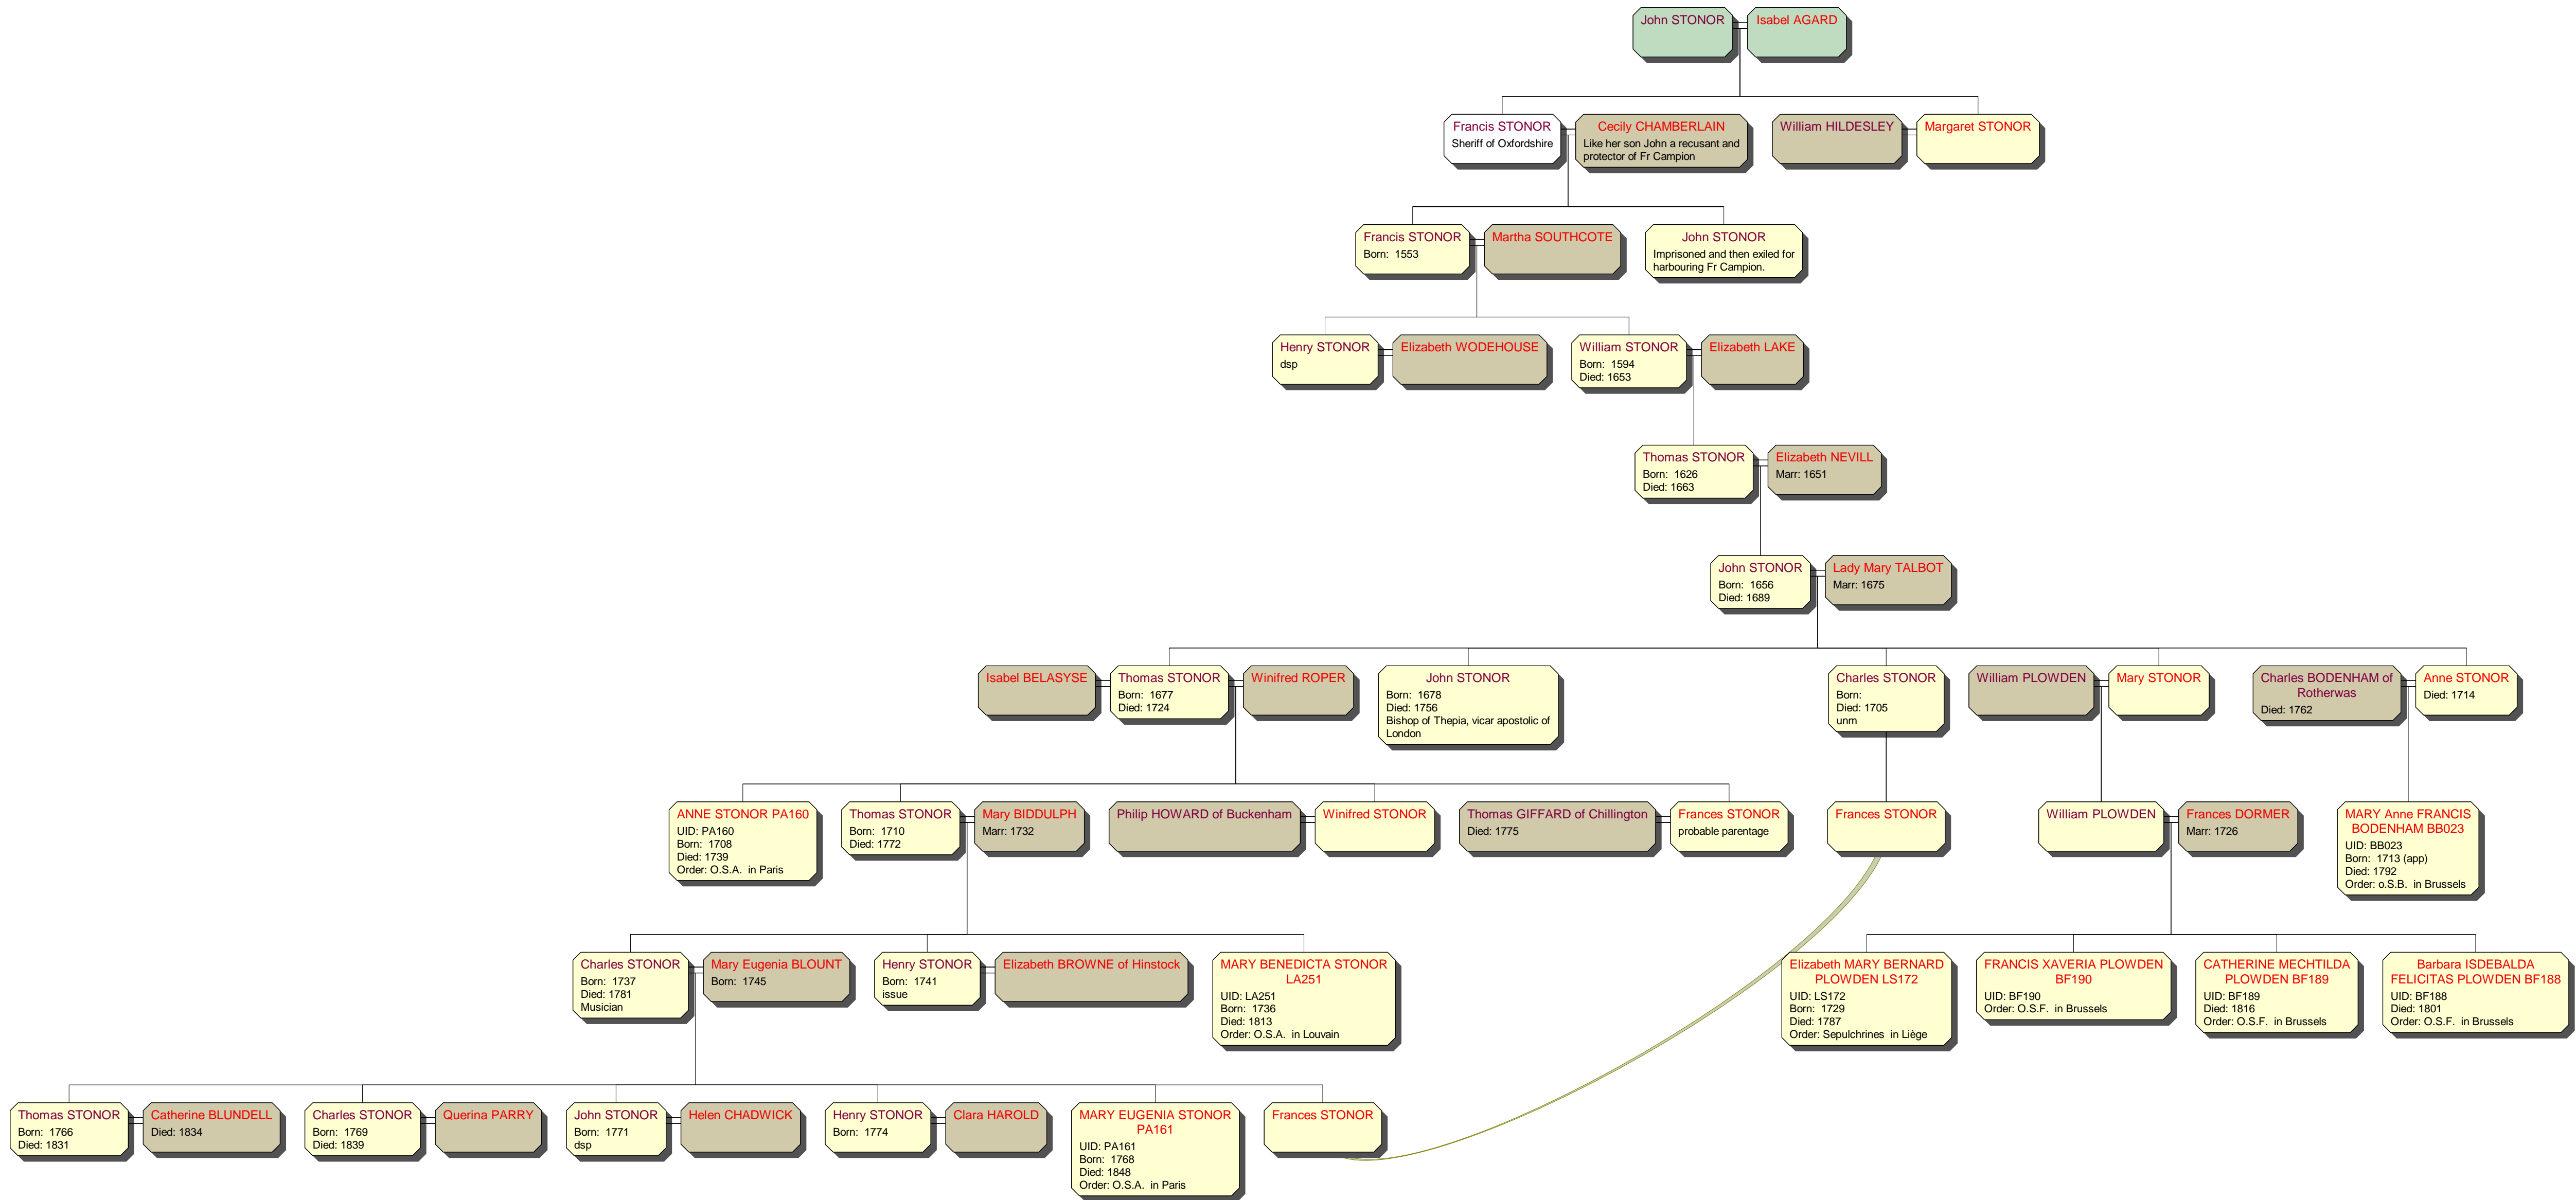 John STONOR
Isabel AGARD
Francis STONOR
Sheriff of Oxfordshire
Cecily CHAMBERLAIN
Like her son John a recusant and
protector of Fr Campion
William HILDESLEY
Margaret STONOR
Francis STONOR
Born: 1553
Martha SOUTHCOTE
John STONOR
Imprisoned and then exiled for
harbouring Fr Campion.
Henry STONOR
dsp
Elizabeth WODEHOUSE
William STONOR
Born: 1594
Died: 1653
Elizabeth LAKE
Thomas STONOR
Born: 1626
Died: 1663
Elizabeth NEVILL
Marr: 1651
John STONOR
Born: 1656
Died: 1689
Lady Mary TALBOT
Marr: 1675
Isabel BELASYSE
Thomas STONOR
Born: 1677
Died: 1724
Winifred ROPER
John STONOR
Born: 1678
Died: 1756
Bishop of Thepia, vicar apostolic of
London
Charles STONOR
Born:
Died: 1705
unm
William PLOWDEN
Mary STONOR
Charles BODENHAM of
Rotherwas
Died: 1762
Anne STONOR
Died: 1714
ANNE STONOR PA160
UID: PA160
Born: 1708
Died: 1739
Order: O.S.A. in Paris
Thomas STONOR
Born: 1710
Died: 1772
Mary BIDDULPH
Marr: 1732
Philip HOWARD of Buckenham
Winifred STONOR
Thomas GIFFARD of Chillington
Died: 1775
Frances STONOR
probable parentage
Frances STONOR
William PLOWDEN
Frances DORMER
Marr: 1726
MARY Anne FRANCIS
BODENHAM BB023
UID: BB023
Born: 1713 (app)
Died: 1792
Order: o.S.B. in Brussels
Charles STONOR
Born: 1737
Died: 1781
Musician
Mary Eugenia BLOUNT
Born: 1745
Henry STONOR
Born: 1741
issue
Elizabeth BROWNE of Hinstock
MARY BENEDICTA STONOR
LA251
UID: LA251
Born: 1736
Died: 1813
Order: O.S.A. in Louvain
Elizabeth MARY BERNARD
PLOWDEN LS172
UID: LS172
Born: 1729
Died: 1787
Order: Sepulchrines in Liège
FRANCIS XAVERIA PLOWDEN
BF190
UID: BF190
Order: O.S.F. in Brussels
CATHERINE MECHTILDA
PLOWDEN BF189
UID: BF189
Died: 1816
Order: O.S.F. in Brussels
Barbara ISDEBALDA
FELICITAS PLOWDEN BF188
UID: BF188
Died: 1801
Order: O.S.F. in Brussels
Thomas STONOR
Born: 1766
Died: 1831
Catherine BLUNDELL
Died: 1834
Charles STONOR
Born: 1769
Died: 1839
Querina PARRY
John STONOR
Born: 1771
dsp
Helen CHADWICK
Henry STONOR
Born: 1774
Clara HAROLD
MARY EUGENIA STONOR
PA161
UID: PA161
Born: 1768
Died: 1848
Order: O.S.A. in Paris
Frances STONOR